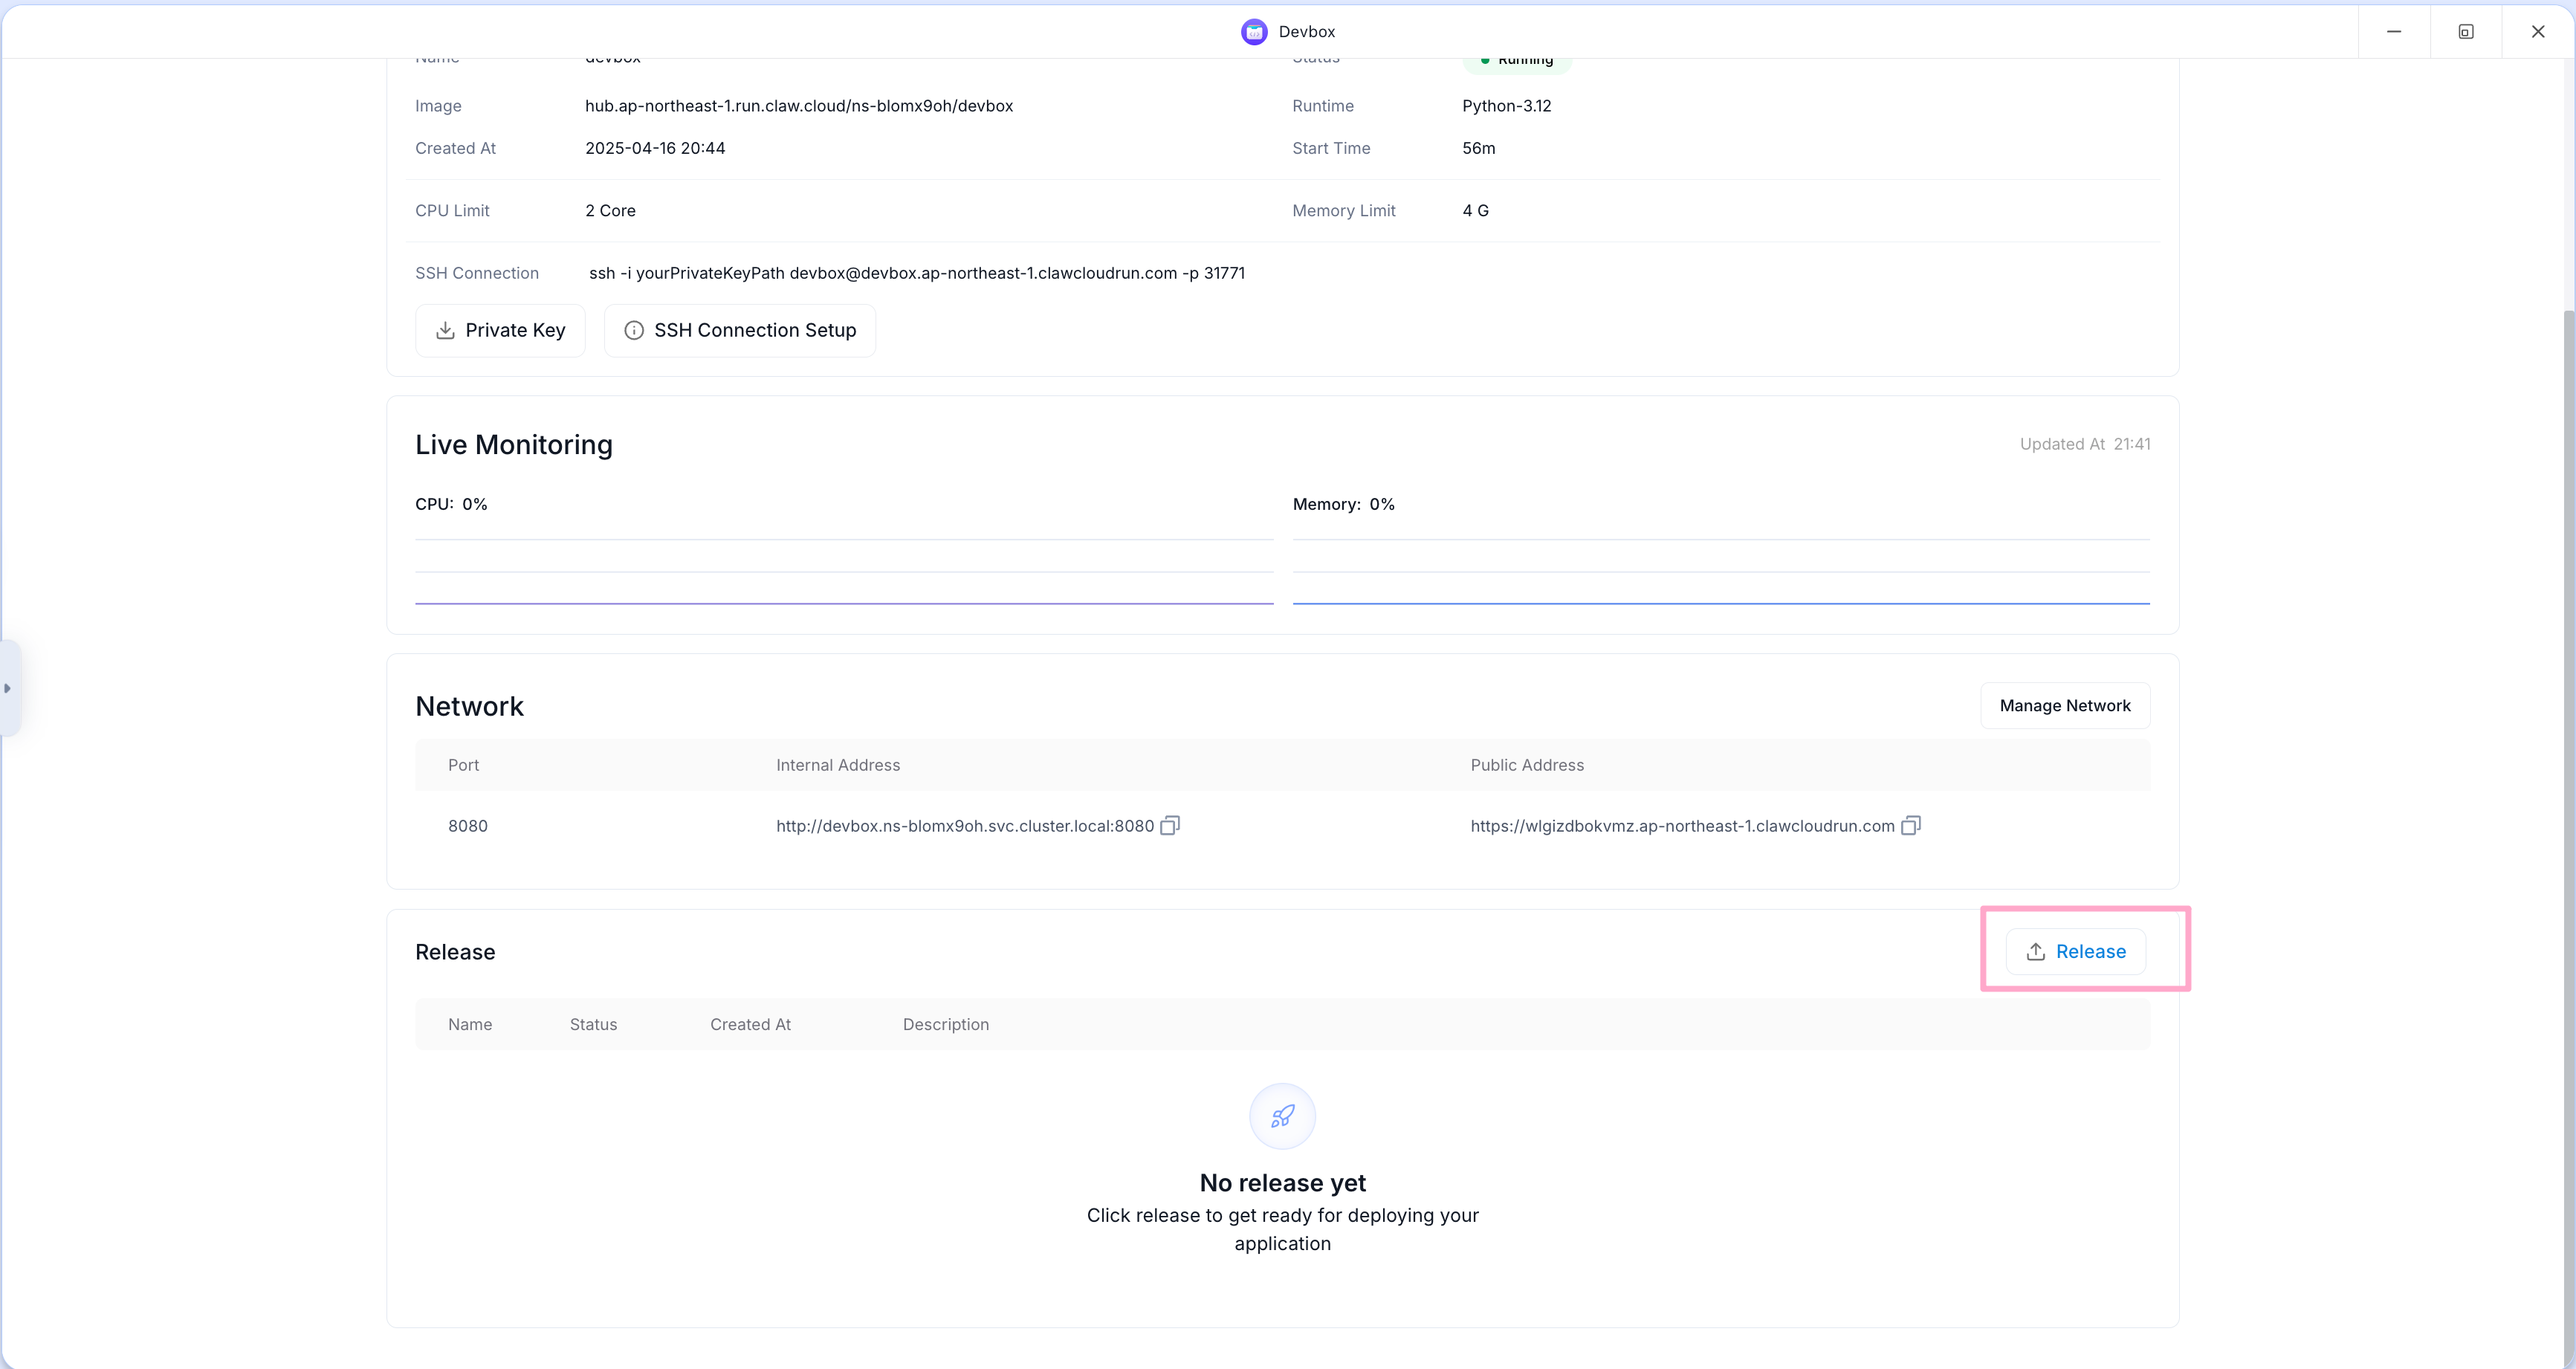 Devbox
Name devbox Status Running
Image hub.ap-northeast-1.run.claw.cloud/ns-blomx9oh/devbox Runtime Python-3.12
Created At 2025-04-16 20:44 Start Time 56m
CPU Limit 2 Core Memory Limit 4 G
SSH Connection ssh -i yourPrivateKeyPath devbox@devbox.ap-northeast-1.clawcloudrun.com -p 31771
Private Key SSH Connection Setup
Live Monitoring Updated At 21:41
CPU: 0% Memory: 0%
Network Manage Network
Port Internal Address Public Address
8080 http://devbox.ns-blomx9oh.svc.cluster.local:8080 https://wlgizdbokvmz.ap-northeast-1.clawcloudrun.com
Release Release
Name Status Created At Description
No release yet
Click release to get ready for deploying your
application